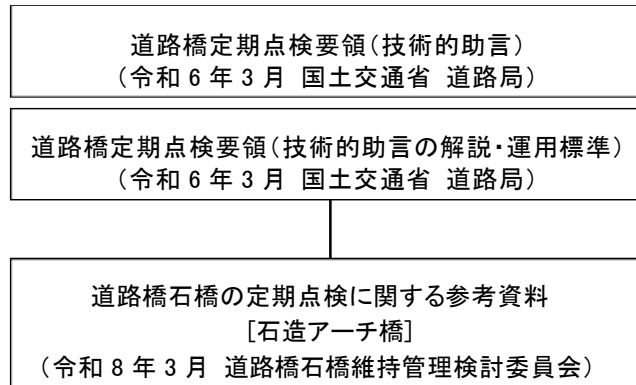 道路橋定期点検要領(技術的助言)
(令和6年3月 国土交通省 道路局)
道路橋定期点検要領(技術的助言の解説・運用標準)
(令和6年3月 国土交通省 道路局)
道路橋石橋の定期点検に関する参考資料
[石造アーチ橋]
(令和8年3月 道路橋石橋維持管理検討委員会)